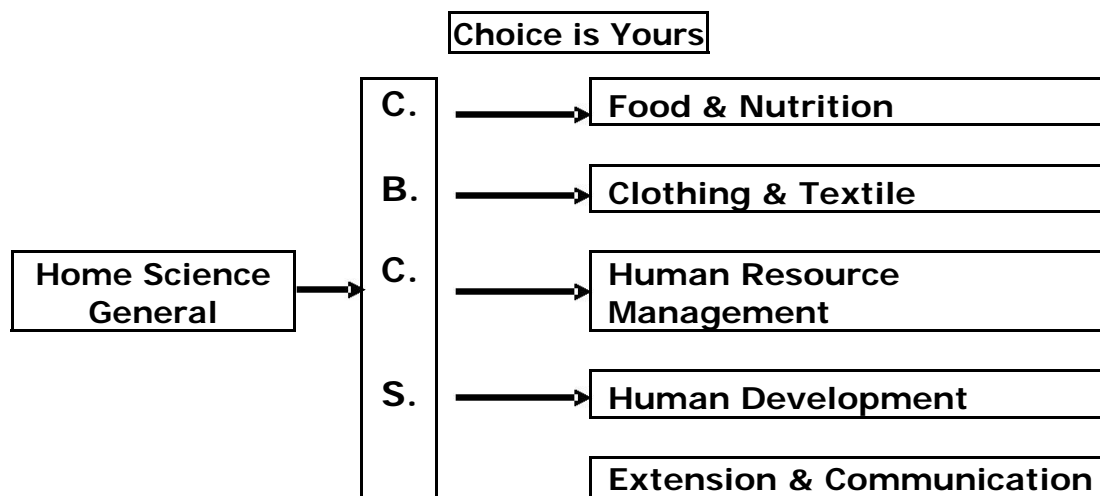 Choice is Yours
C.
Food & Nutrition
B.
Clothing & Textile
Home Science
General
C.
Human Resource
Management
S.
Human Development
Extension & Communication